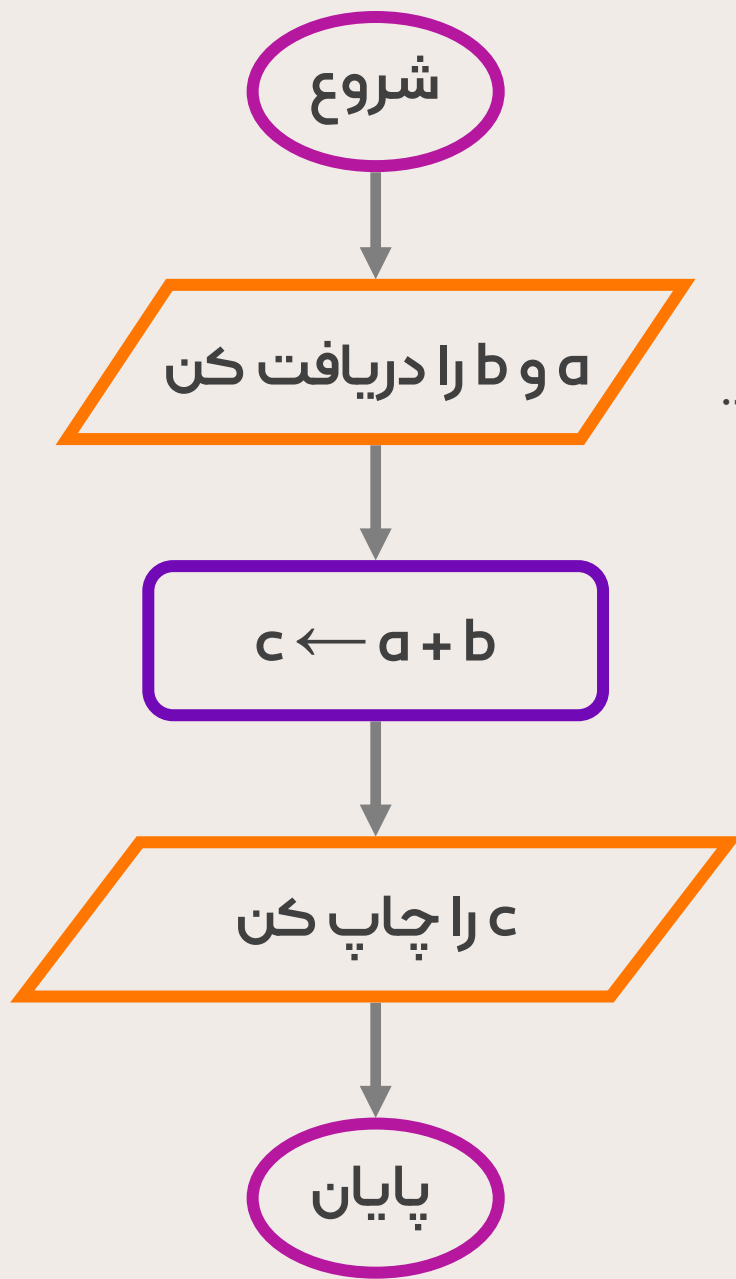 شروع
a و b را دریافت کن
c ← a + b
c را چاپ کن
پایان